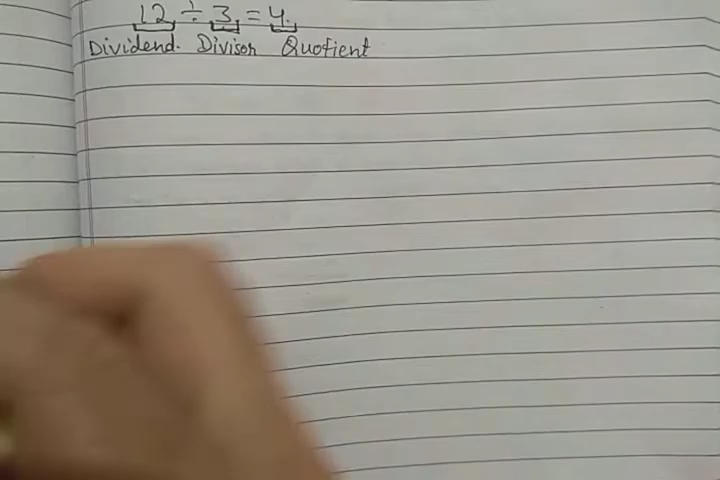 12 ÷ 3 = 4.
Dividend. Divisor Quotient